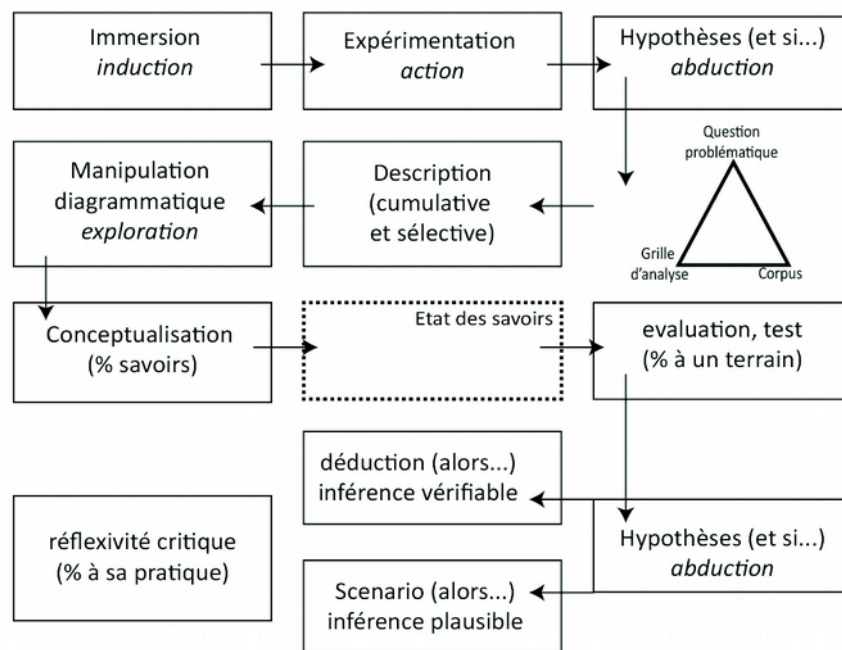 Immersion
induction
Expérimentation
action
Hypothèses (et si...)
abduction
Question
problématique
Grille
d'analyse
Corpus
Description
(cumulative
et sélective)
Manipulation
diagrammatique
exploration
Conceptualisation
(% savoirs)
Etat des savoirs
evaluation, test
(% à un terrain)
Hypothèses (et si...)
abduction
déduction (alors...)
inférence vérifiable
Scenario (alors...)
inférence plausible
réflexivité critique
(% à sa pratique)